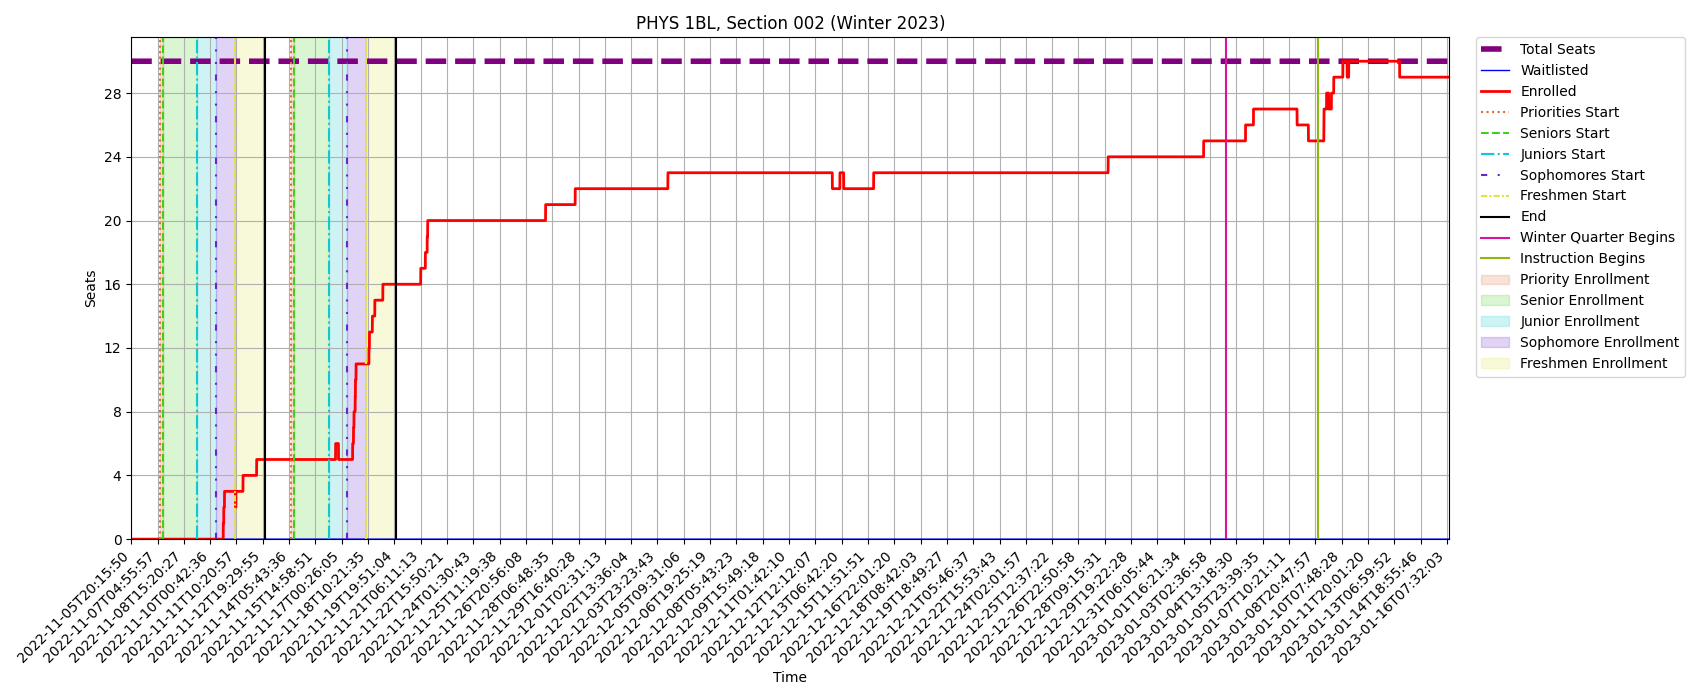 PHYS 1BL, Section 002 (Winter 2023)
Seats
28
24
20
16
12
8
4
0
2022-11-05T20:15:50
2022-11-07T04:55:57
2022-11-08T15:20:27
2022-11-10T00:42:36
2022-11-11T10:20:57
2022-11-12T19:29:55
2022-11-14T05:43:36
2022-11-15T14:58:51
2022-11-17T00:26:05
2022-11-18T10:21:35
2022-11-19T19:51:04
2022-11-21T06:11:13
2022-11-22T15:50:21
2022-11-24T01:30:43
2022-11-25T11:19:38
2022-11-26T20:56:08
2022-11-28T06:48:35
2022-11-29T16:40:28
2022-12-01T02:31:13
2022-12-02T13:36:04
2022-12-03T23:23:43
2022-12-05T09:31:06
2022-12-06T19:25:19
2022-12-08T05:43:23
2022-12-09T15:49:18
2022-12-11T01:42:10
2022-12-12T12:12:07
2022-12-13T06:42:20
2022-12-15T11:51:51
2022-12-16T22:01:20
2022-12-18T08:42:03
2022-12-19T18:49:27
2022-12-21T05:46:37
2022-12-22T15:53:43
2022-12-24T02:01:57
2022-12-25T12:37:22
2022-12-26T22:50:58
2022-12-28T09:15:31
2022-12-29T19:22:28
2022-12-31T06:05:44
2023-01-01T16:21:34
2023-01-03T02:36:58
2023-01-04T13:18:30
2023-01-05T23:39:35
2023-01-07T10:21:11
2023-01-08T20:47:57
2023-01-10T07:48:28
2023-01-11T20:01:20
2023-01-13T06:59:52
2023-01-14T18:55:46
2023-01-16T07:32:03
Time
Total Seats
Waitlisted
Enrolled
Priorities Start
Seniors Start
Juniors Start
Sophomores Start
Freshmen Start
End
Winter Quarter Begins
Instruction Begins
Priority Enrollment
Senior Enrollment
Junior Enrollment
Sophomore Enrollment
Freshmen Enrollment